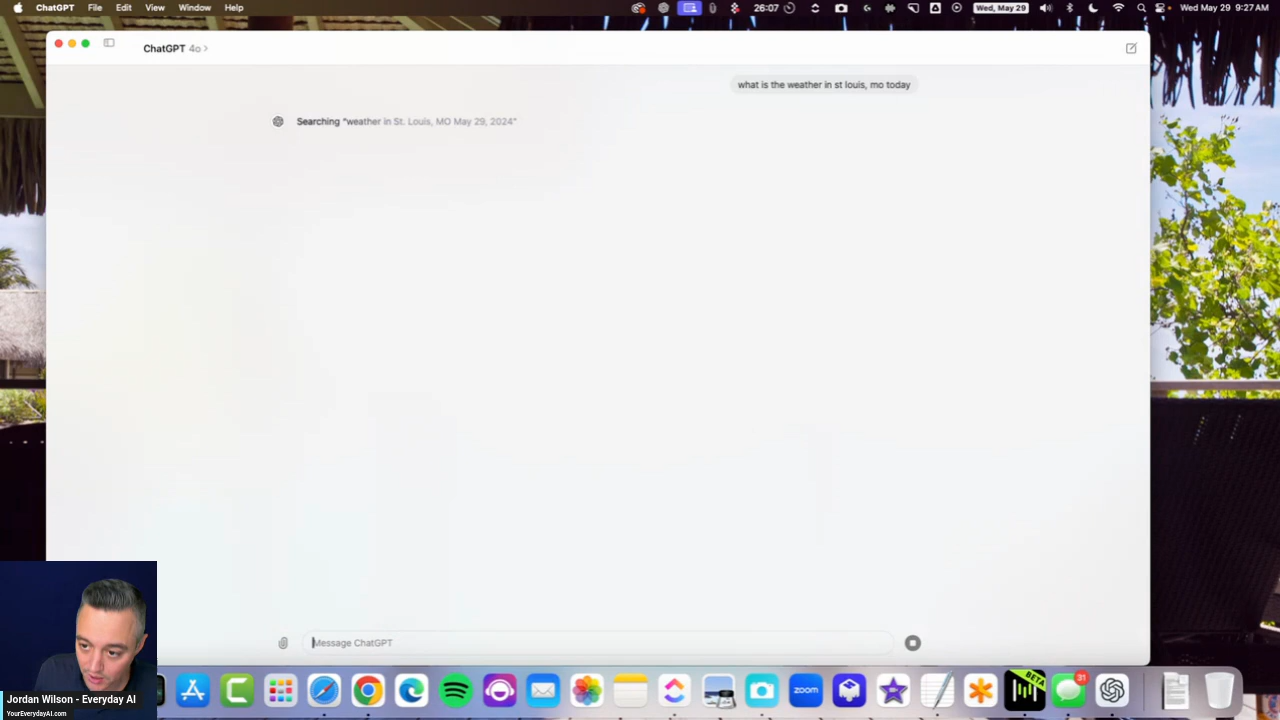 ChatGPT File Edit View Window Help
26:07
Wed, May 29
Wed May 29 9:27 AM
ChatGPT 4o >
what is the weather in st louis, mo today
Searching "weather in St. Louis, MO May 29, 2024"
Message ChatGPT
zoom
BETA
31
Jordan Wilson - Everyday AI
YourEverydayAI.com